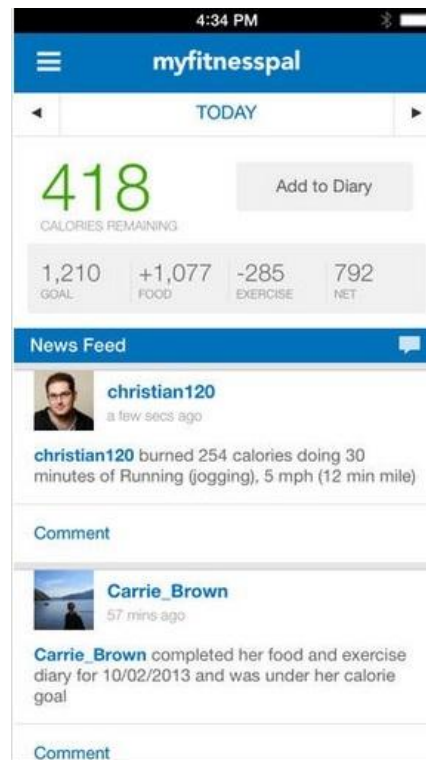 4:34 PM
myfitnesspal
TODAY
418
Add to Diary
CALORIES REMAINING
1,210 +1,077 -285 792
GOAL FOOD EXERCISE NET
News Feed
christian120
a few secs ago
christian120 burned 254 calories doing 30
minutes of Running (jogging), 5 mph (12 min mile)
Comment
Carrie_Brown
57 mins ago
Carrie_Brown completed her food and exercise
diary for 10/02/2013 and was under her calorie
goal
Comment